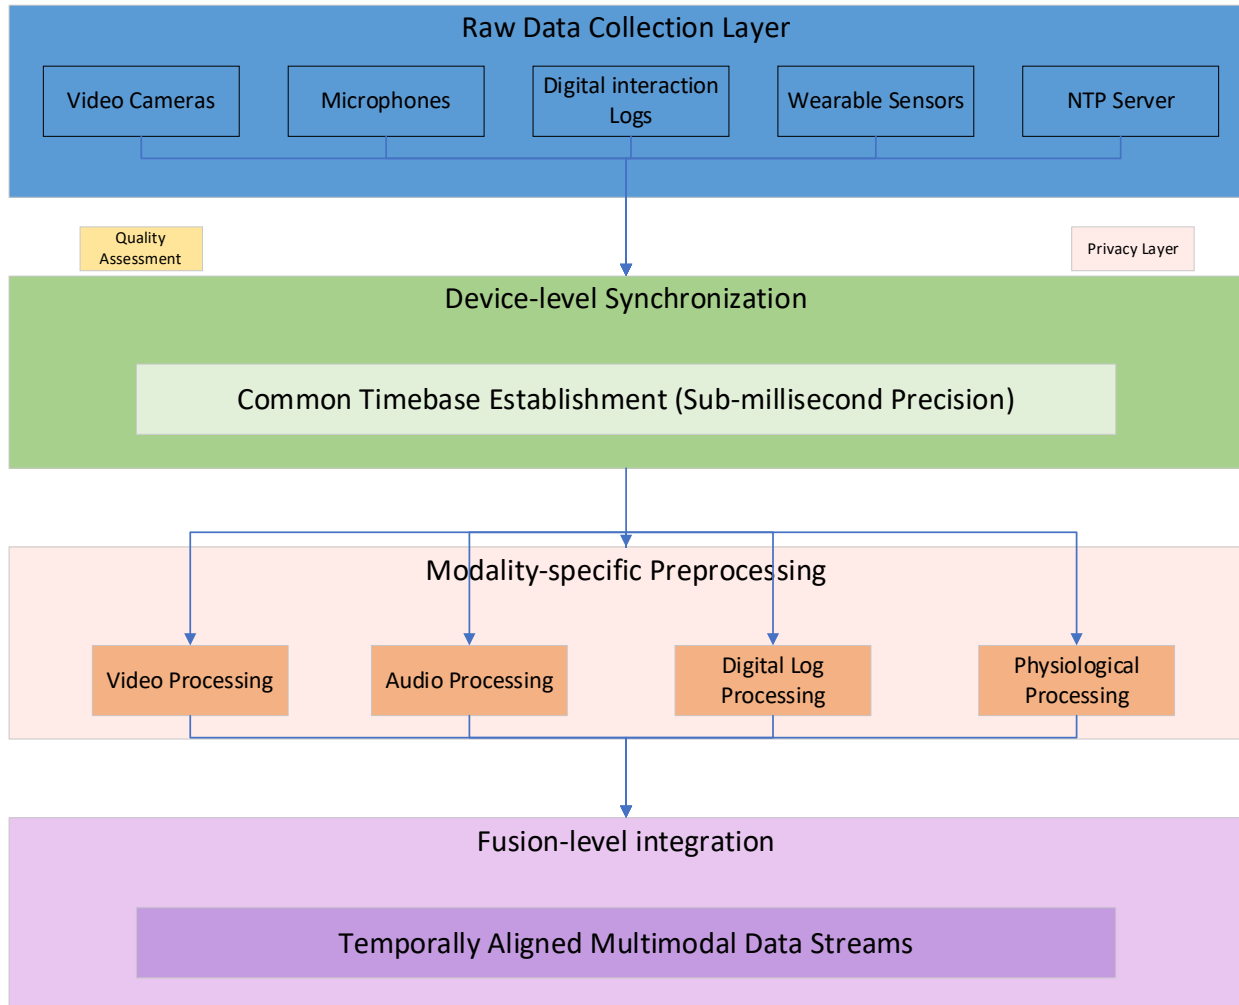 Raw Data Collection Layer
Video Cameras
Microphones
Digital interaction
Logs
Wearable Sensors
NTP Server
Quality
Assessment
Privacy Layer
Device-level Synchronization
Common Timebase Establishment (Sub-millisecond Precision)
Modality-specific Preprocessing
Video Processing
Audio Processing
Digital Log
Processing
Physiological
Processing
Fusion-level integration
Temporally Aligned Multimodal Data Streams